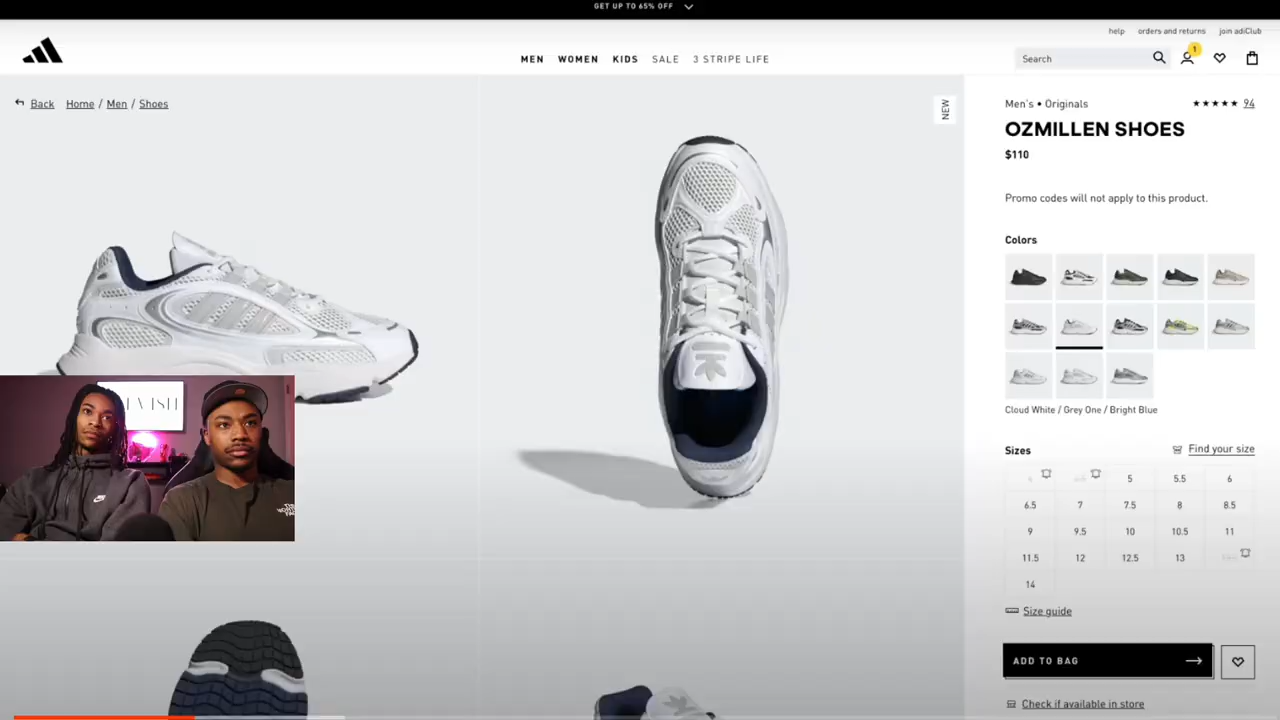 GET UP TO 65% OFF
help orders and returns join adiClub
MEN WOMEN KIDS SALE 3 STRIPE LIFE
Search
1
Back Home / Men / Shoes
NEW
Men's • Originals
94
OZMILLEN SHOES
$110
Promo codes will not apply to this product.
Colors
Cloud White / Grey One / Bright Blue
Sizes
Find your size
5 5.5 6
6.5 7 7.5 8 8.5
9 9.5 10 10.5 11
11.5 12 12.5 13
14
Size guide
ADD TO BAG
Check if available in store